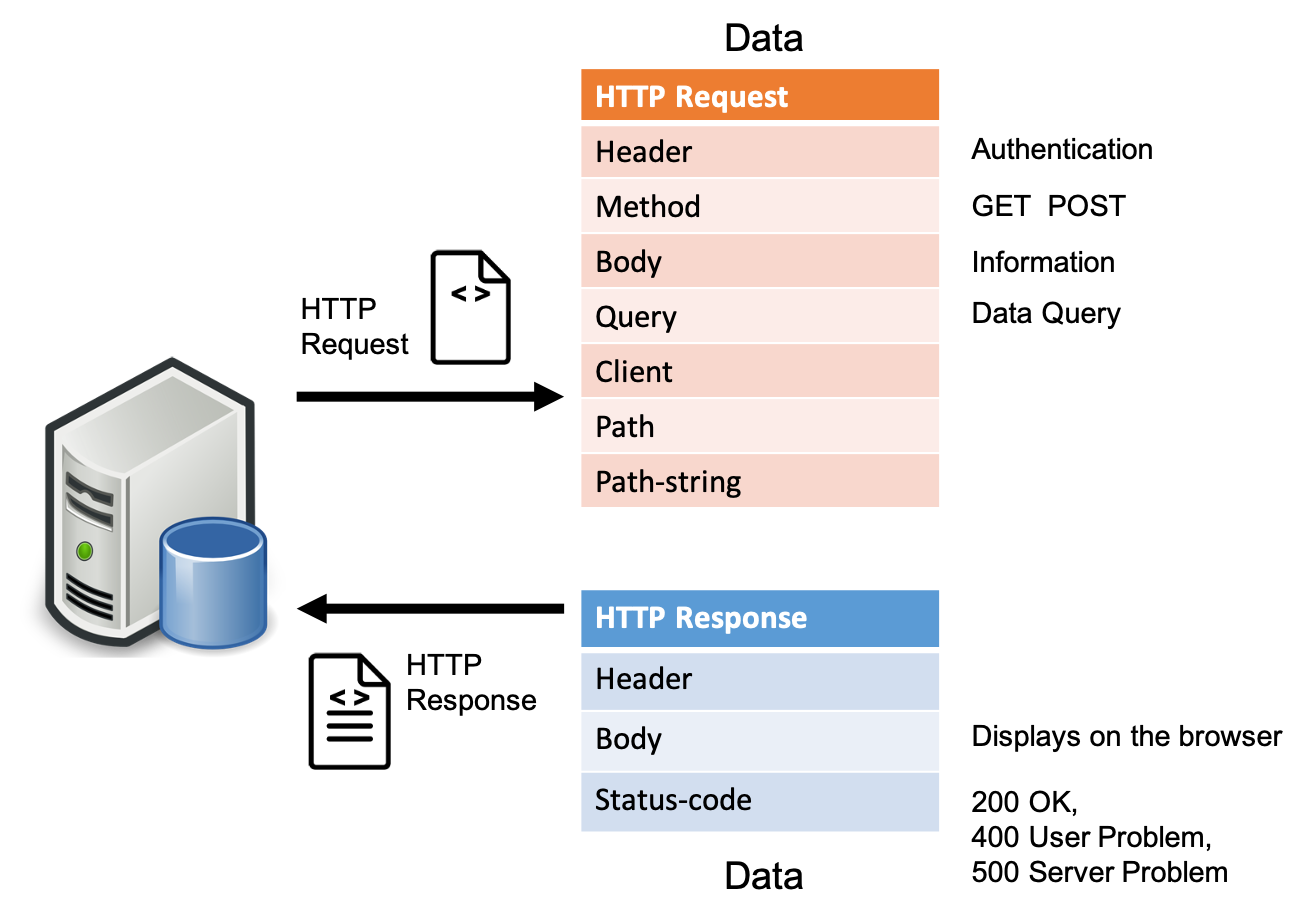 Data
HTTP Request
Header
Authentication
Method
GET POST
Body
Information
Query
Data Query
Client
Path
Path-string
HTTP
Request
< >
HTTP Response
Header
Body
Displays on the browser
Status-code
200 OK,
400 User Problem,
500 Server Problem
HTTP
Response
< >
Data